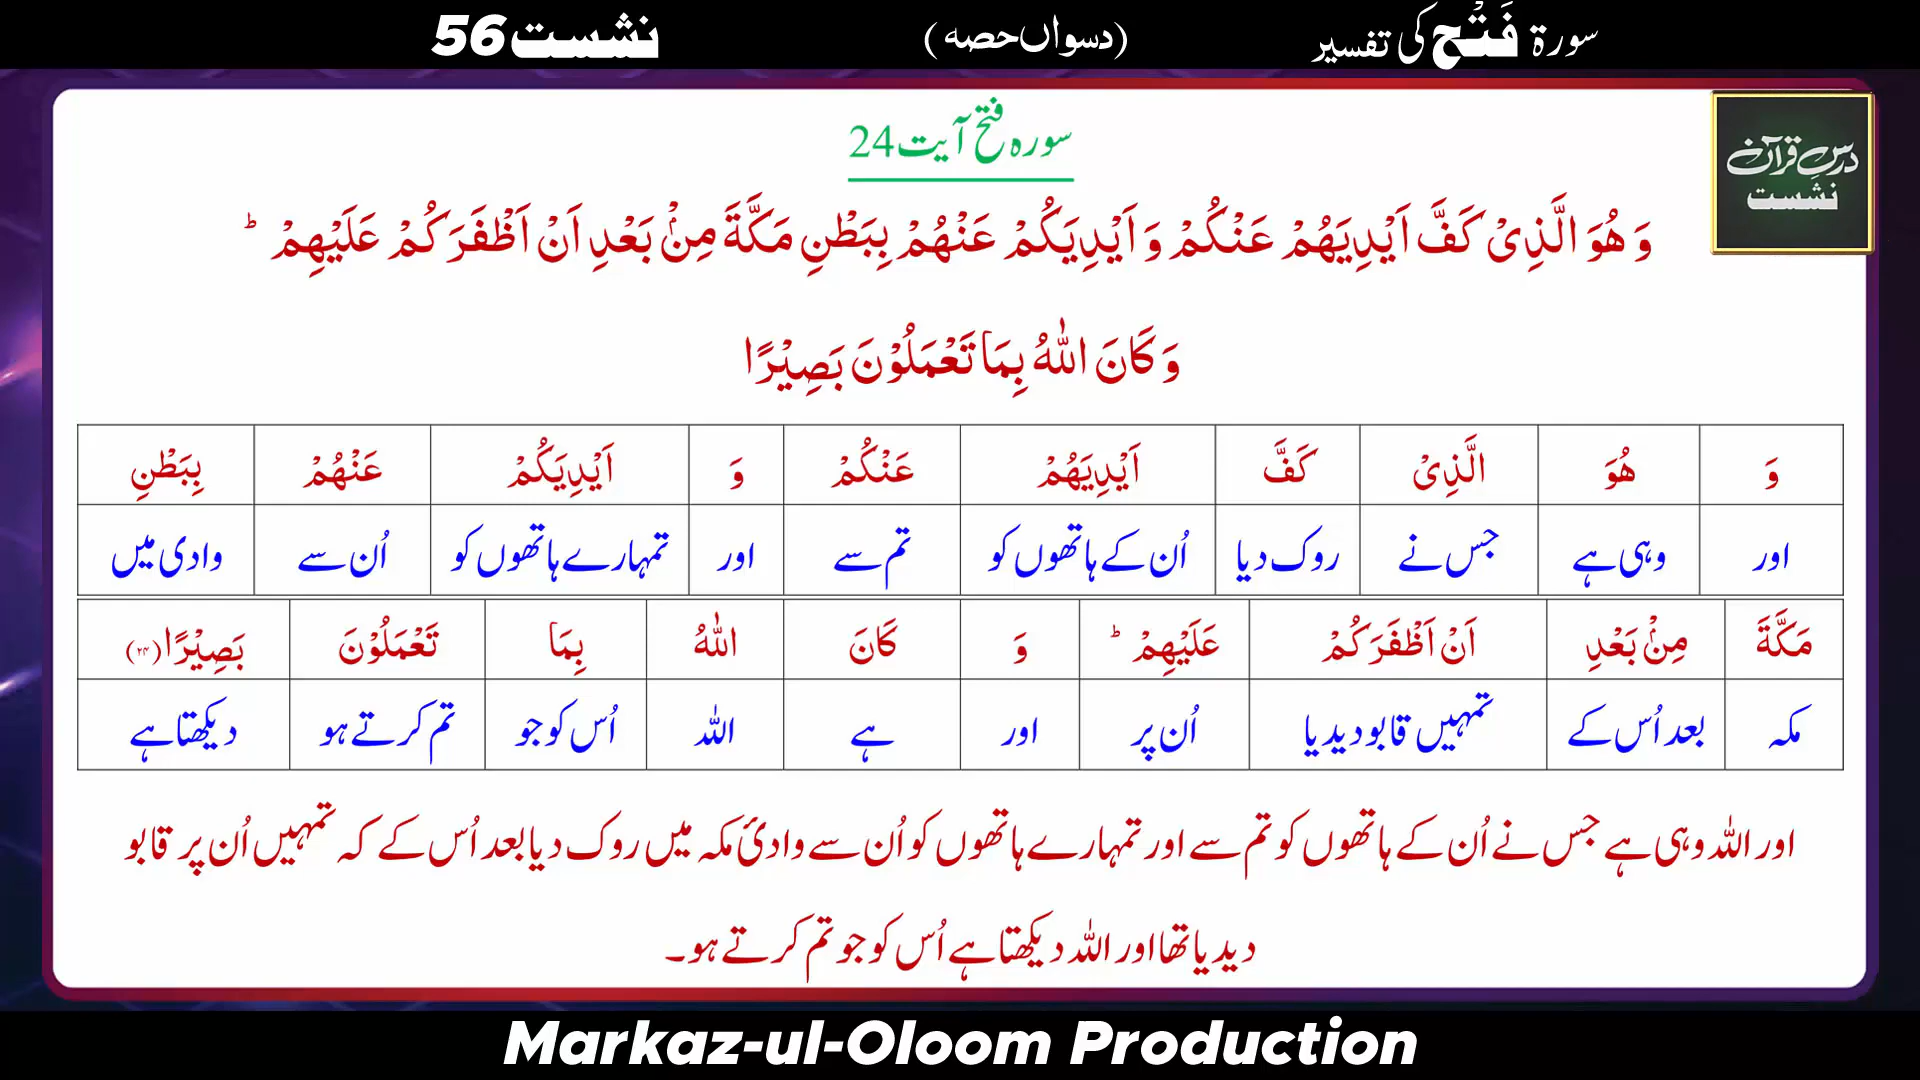 سورۃ فَتْح کی تفسیر (دسواں حصہ) نشست 56
درسِ قرآن
نشست
سورہ فتح آیت 24
وَ هُوَ الَّذِیْ كَفَّ اَیْدِیَهُمْ عَنْكُمْ وَ اَیْدِیَكُمْ عَنْهُمْ بِبَطْنِ مَكَّةَ مِنْۢ بَعْدِ اَنْ اَظْفَرَكُمْ عَلَیْهِمْ ؕ
وَ كَانَ اللّٰهُ بِمَا تَعْمَلُوْنَ بَصِیْرًا
وَ هُوَ الَّذِیْ كَفَّ اَیْدِیَهُمْ عَنْكُمْ وَ اَیْدِیَكُمْ عَنْهُمْ بِبَطْنِ
اور وہی ہے جس نے روک دیا اُن کے ہاتھوں کو تم سے اور تمہارے ہاتھوں کو اُن سے وادی میں
مَكَّةَ مِنْۢ بَعْدِ اَنْ اَظْفَرَكُمْ عَلَیْهِمْ ؕ وَ كَانَ اللّٰهُ بِمَا تَعْمَلُوْنَ بَصِیْرًا(۲۴)
مکہ بعد اُس کے تمہیں قابو دیدیا اُن پر اور ہے اللہ اُس کو جو تم کرتے ہو دیکھتا ہے
اور اللہ وہی ہے جس نے اُن کے ہاتھوں کو تم سے اور تمہارے ہاتھوں کو اُن سے وادیٔ مکہ میں روک دیا بعد اُس کے کہ تمہیں اُن پر قابو
دیدیا تھا اور اللہ دیکھتا ہے اُس کو جو تم کرتے ہو۔
Markaz-ul-Oloom Production